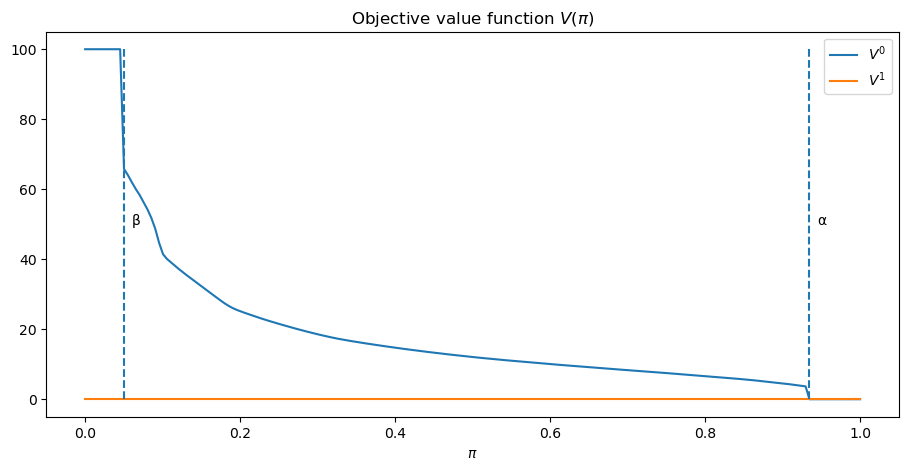 Objective value function V(π)
100
80
60
40
20
0
β
α
V⁰
V¹
0.0 0.2 0.4 0.6 0.8 1.0
π